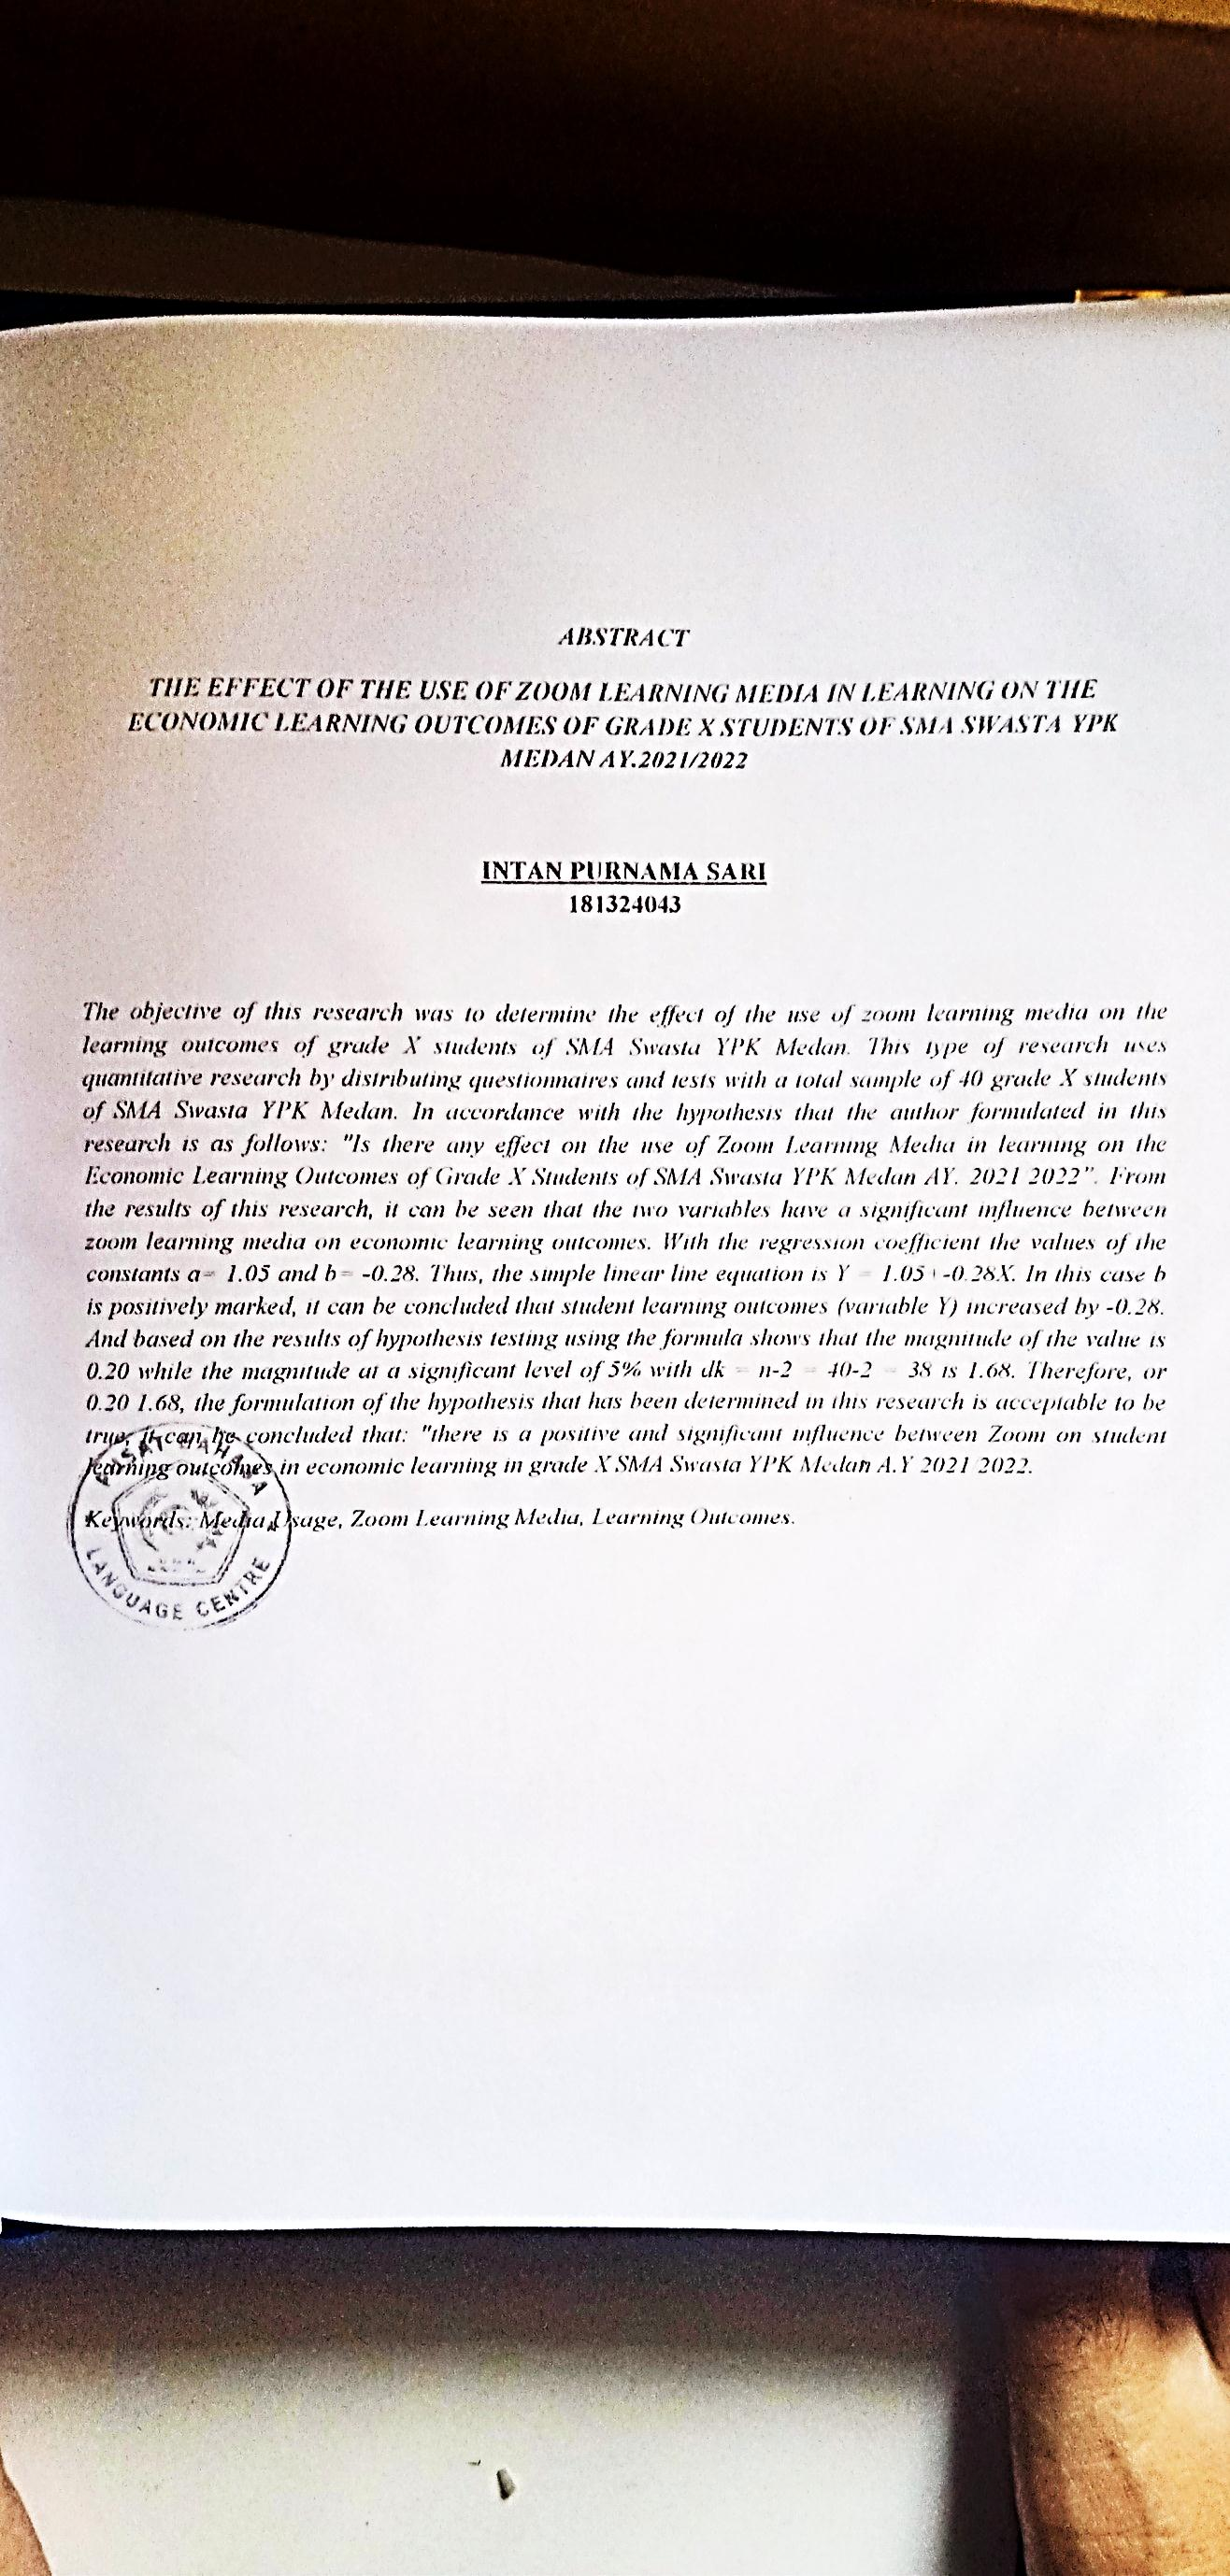 ABSTRACT
THE EFFECT OF THE USE OF ZOOM LEARNING MEDIA IN LEARNING ON THE
ECONOMIC LEARNING OUTCOMES OF GRADE X STUDENTS OF SMA SWASTA YPK
MEDAN AY.2021/2022
INTAN PURNAMA SARI
181324043
The objective of this research was to determine the effect of the use of zoom learning media on the
learning outcomes of grade X students of SMA Swasta YPK Medan. This type of research uses
quantitative research by distributing questionnaires and tests with a total sample of 40 grade X students
of SMA Swasta YPK Medan. In accordance with the hypothesis that the author formulated in this
research is as follows: "Is there any effect on the use of Zoom Learning Media in learning on the
Economic Learning Outcomes of Grade X Students of SMA Swasta YPK Medan AY. 2021 2022". From
the results of this research, it can be seen that the two variables have a significant influence between
zoom learning media on economic learning outcomes. With the regression coefficient the values of the
constants a= 1.05 and b= -0.28. Thus, the simple linear line equation is Y = 1.05+-0.28X. In this case b
is positively marked, it can be concluded that student learning outcomes (variable Y) increased by -0.28.
And based on the results of hypothesis testing using the formula shows that the magnitude of the value is
0.20 while the magnitude at a significant level of 5% with dk = n-2 = 40-2 = 38 is 1.68. Therefore, or
0.20 1.68, the formulation of the hypothesis that has been determined in this research is acceptable to be
true, it can be concluded that: "there is a positive and significant influence between Zoom on student
learning outcomes in economic learning in grade X SMA Swasta YPK Medan A.Y 2021 2022.
Keywords: Media Usage, Zoom Learning Media, Learning Outcomes.
PUSAT BAHASA
LANGUAGE CENTRE